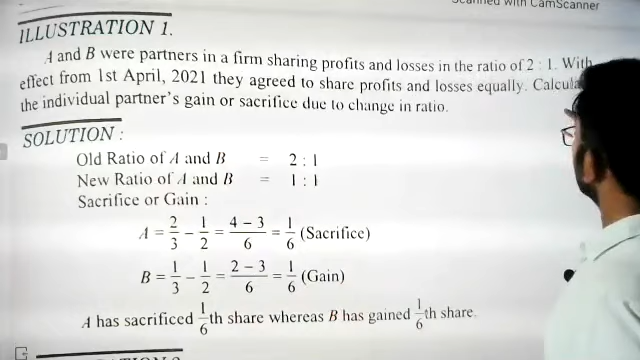 Scanned with CamScanner
ILLUSTRATION 1.
A and B were partners in a firm sharing profits and losses in the ratio of 2 : 1. With
effect from 1st April, 2021 they agreed to share profits and losses equally.
the individual partner's gain or sacrifice due to change in ratio.
SOLUTION :
Old Ratio of A and B = 2 : 1
New Ratio of A and B = 1 : 1
Sacrifice or Gain :
A = 2/3 − 1/2 = (4 − 3)/6 = 1/6 (Sacrifice)
B = 1/3 − 1/2 = (2 − 3)/6 = 1/6 (Gain)
A has sacrificed 1/6th share whereas B has gained 1/6th share.